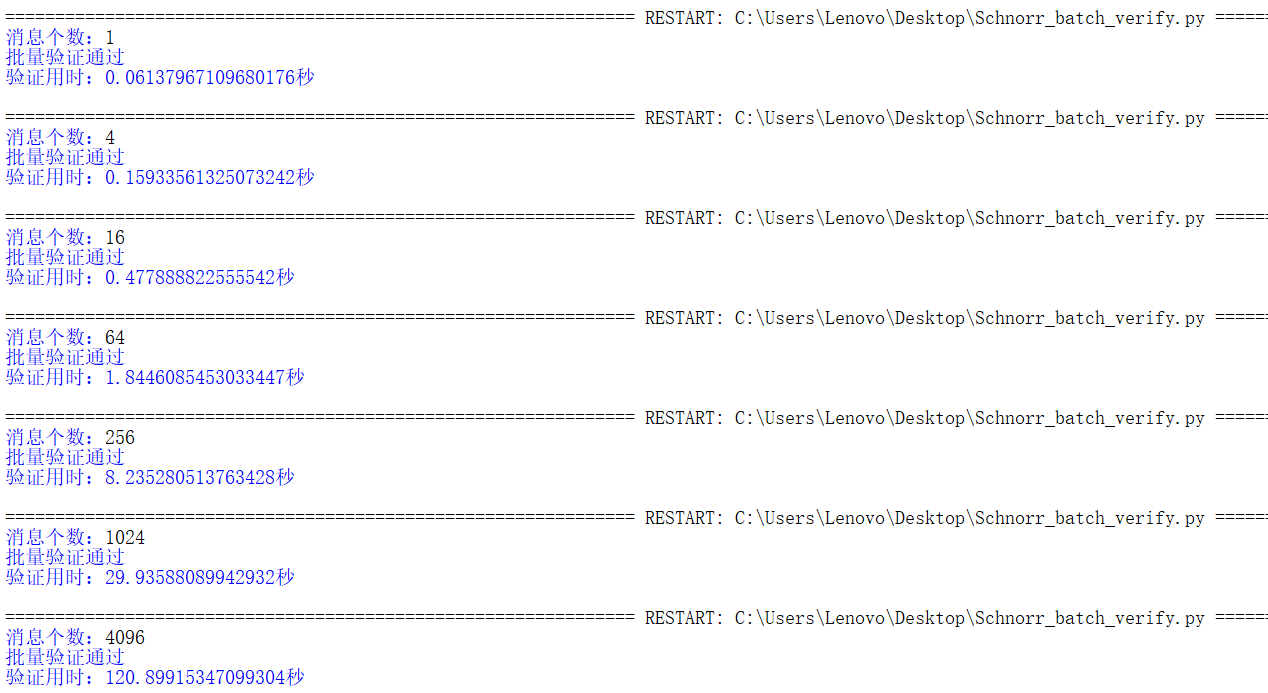 =============================================================== RESTART: C:\Users\Lenovo\Desktop\Schnorr_batch_verify.py ======
消息个数：1
批量验证通过
验证用时：0.06137967109680176秒
=============================================================== RESTART: C:\Users\Lenovo\Desktop\Schnorr_batch_verify.py ======
消息个数：4
批量验证通过
验证用时：0.15933561325073242秒
=============================================================== RESTART: C:\Users\Lenovo\Desktop\Schnorr_batch_verify.py ======
消息个数：16
批量验证通过
验证用时：0.477888822555542秒
=============================================================== RESTART: C:\Users\Lenovo\Desktop\Schnorr_batch_verify.py ======
消息个数：64
批量验证通过
验证用时：1.8446085453033447秒
=============================================================== RESTART: C:\Users\Lenovo\Desktop\Schnorr_batch_verify.py ======
消息个数：256
批量验证通过
验证用时：8.235280513763428秒
=============================================================== RESTART: C:\Users\Lenovo\Desktop\Schnorr_batch_verify.py ======
消息个数：1024
批量验证通过
验证用时：29.93588089942932秒
=============================================================== RESTART: C:\Users\Lenovo\Desktop\Schnorr_batch_verify.py ======
消息个数：4096
批量验证通过
验证用时：120.89915347099304秒